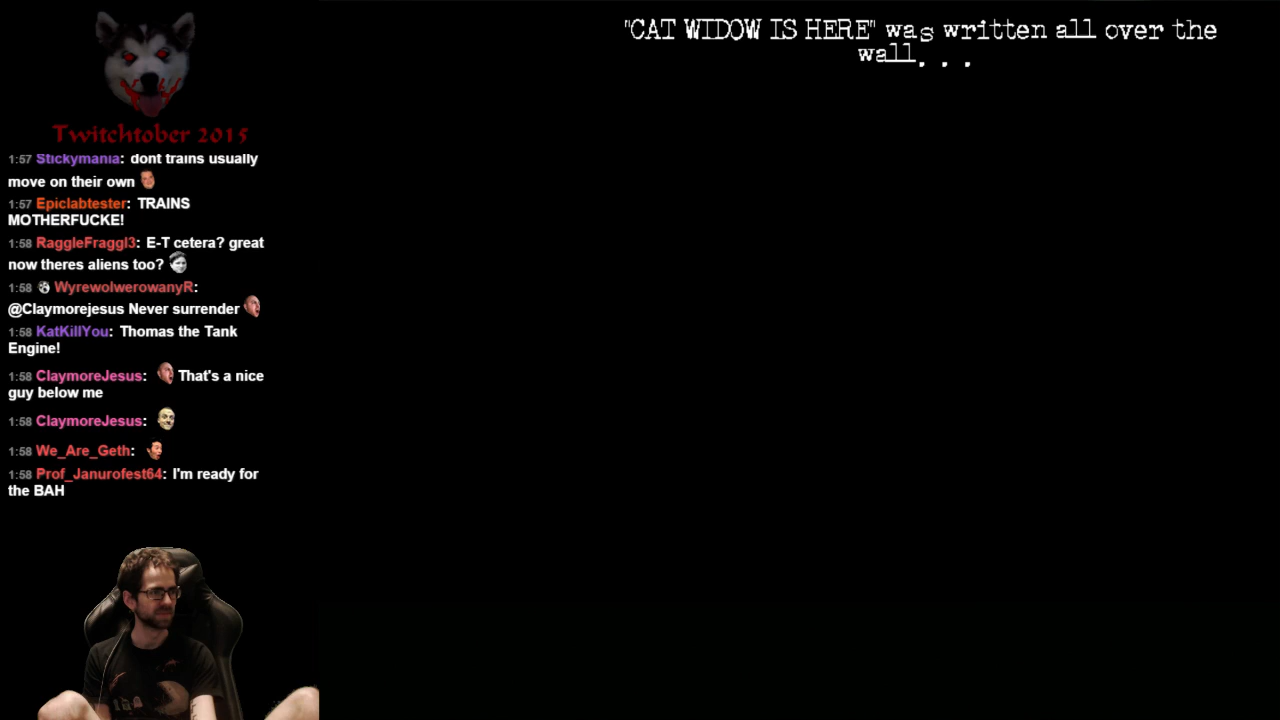 "CAT WIDOW IS HERE" was written all over the
wall. . .
Twitchtober 2015
1:57 Stickymania: dont trains usually
move on their own
1:57 Epiclabtester: TRAINS
MOTHERFUCKE!
1:58 RaggleFraggl3: E-T cetera? great
now theres aliens too?
1:58 WyrewolwerowanyR:
@Claymorejesus Never surrender
1:58 KatKillYou: Thomas the Tank
Engine!
1:58 ClaymoreJesus: That's a nice
guy below me
1:58 ClaymoreJesus:
1:58 We_Are_Geth:
1:58 Prof_Janurofest64: I'm ready for
the BAH